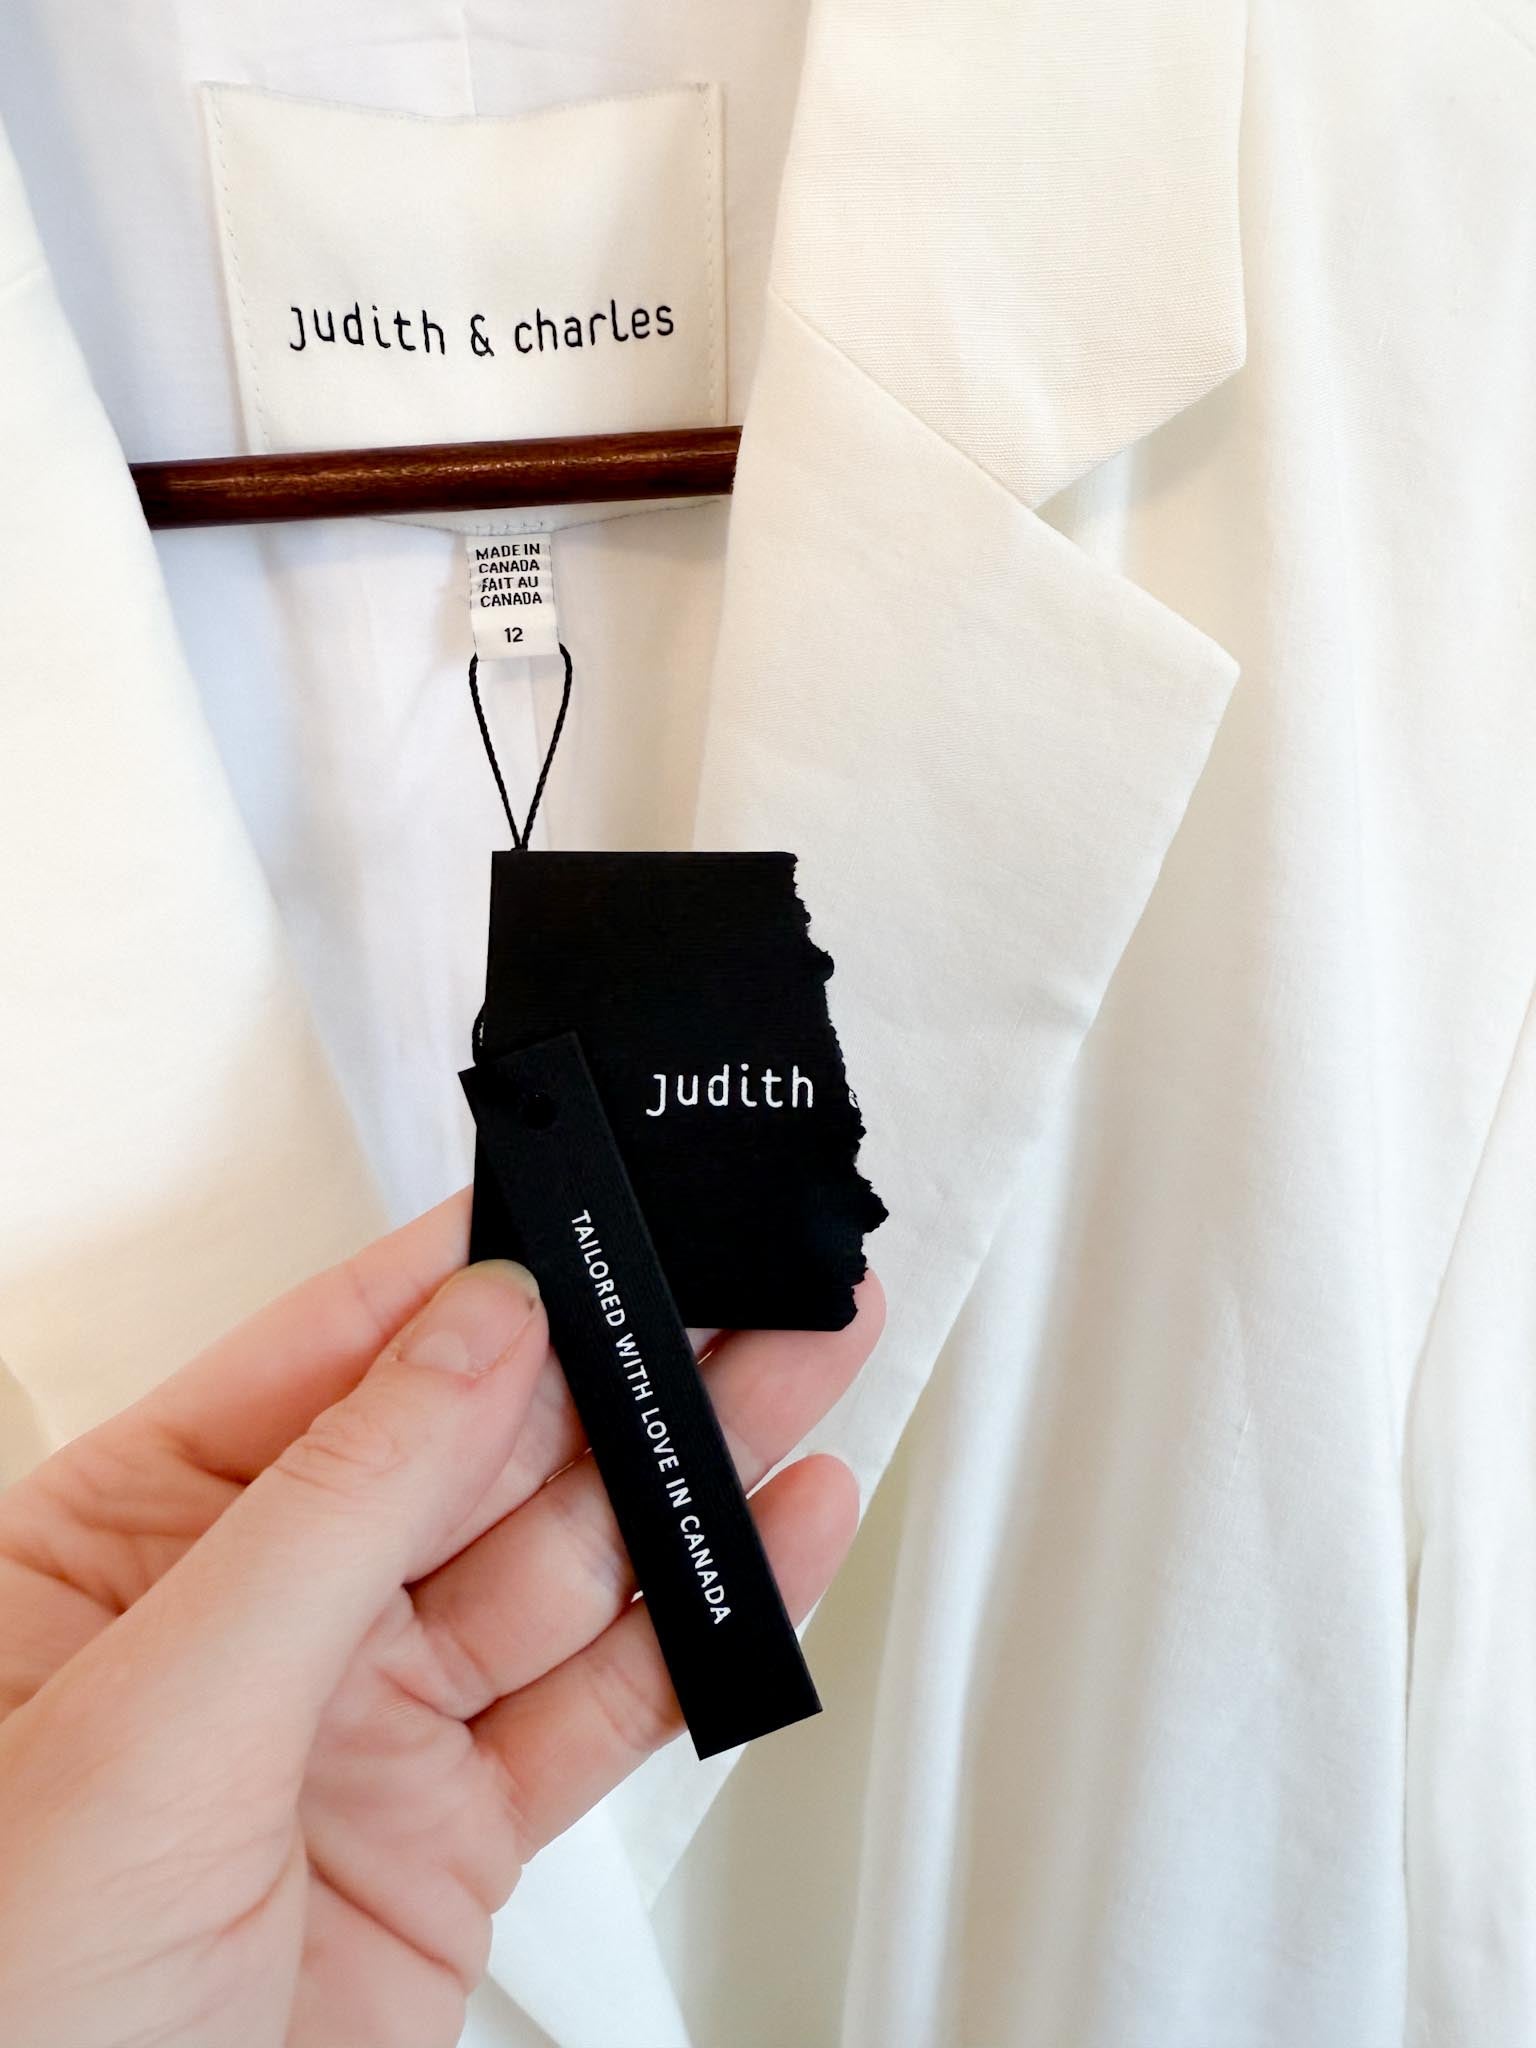 judith & charles
MADE IN
CANADA
FAIT AU
CANADA
12
judith
TAILORED WITH LOVE IN CANADA